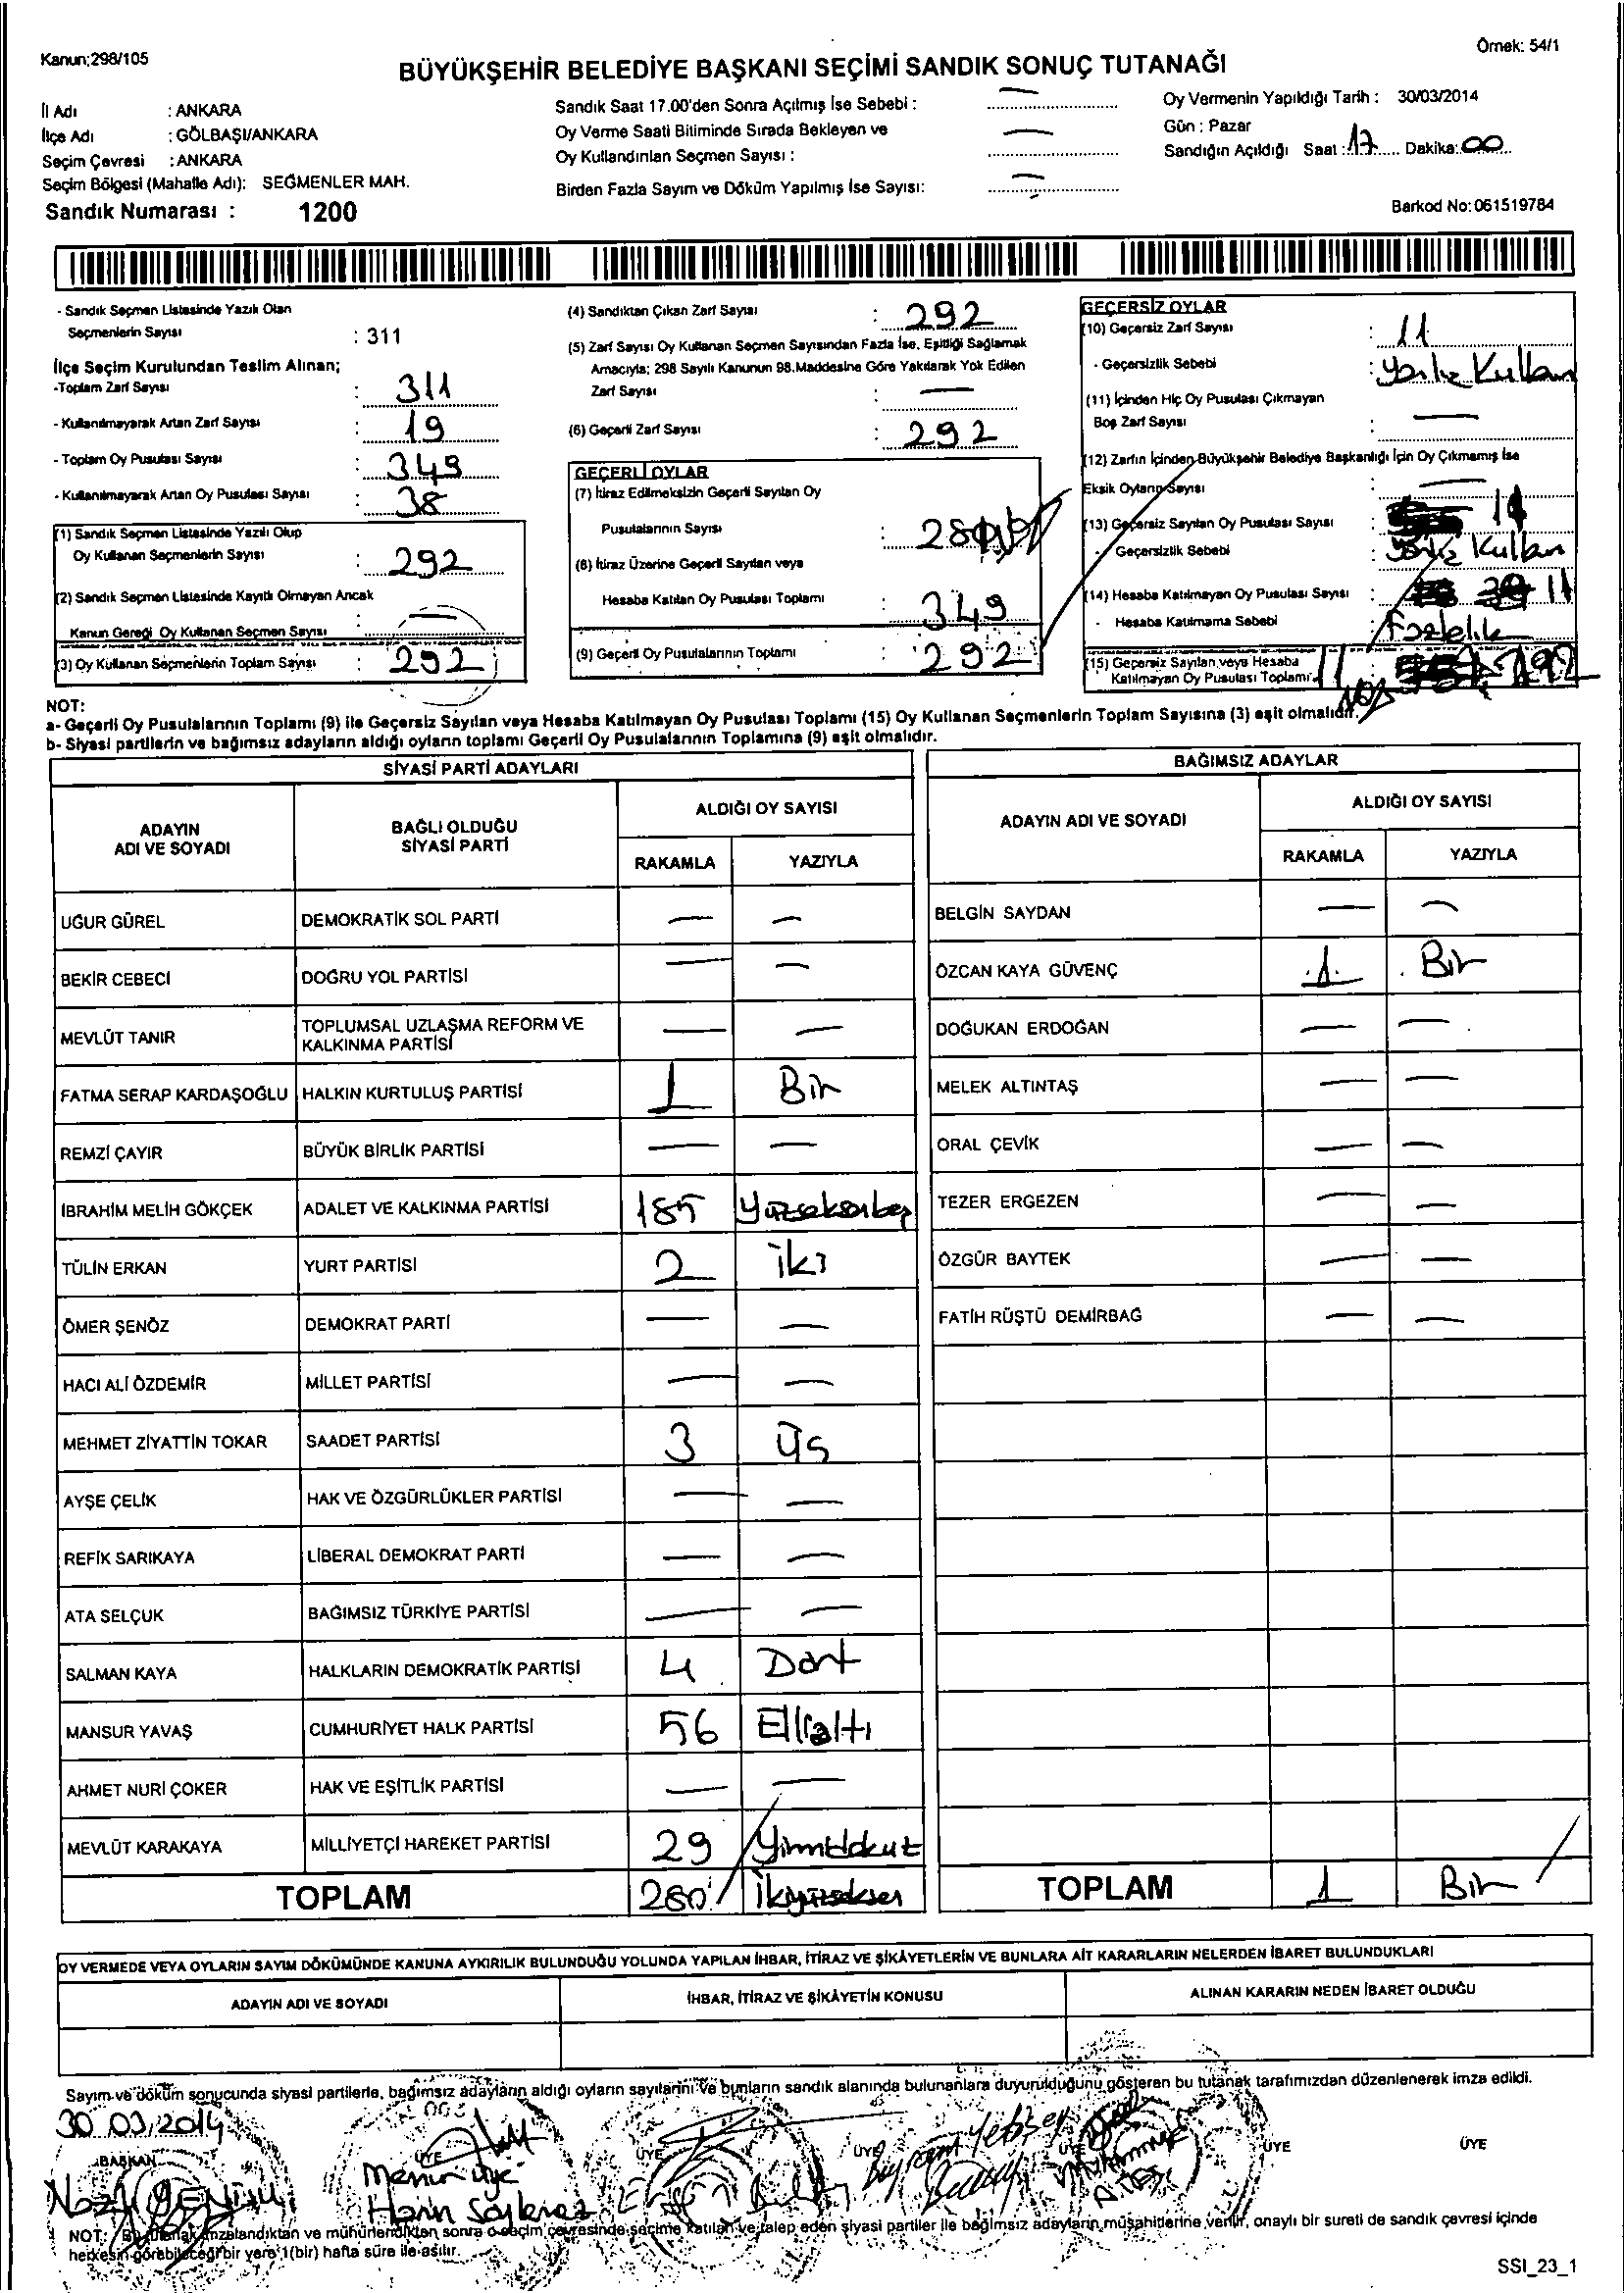 Kanun;298/105
Örnek: 54/1
BÜYÜKŞEHİR BELEDİYE BAŞKANI SEÇİMİ SANDIK SONUÇ TUTANAĞI
İl Adı : ANKARA
İlçe Adı : GÖLBAŞI/ANKARA
Seçim Çevresi : ANKARA
Seçim Bölgesi (Mahalle Adı): SEĞMENLER MAH.
Sandık Numarası : 1200
Sandık Saat 17.00'den Sonra Açılmış İse Sebebi : —
Oy Verme Saati Bitiminde Sırada Bekleyen ve
Oy Kullandırılan Seçmen Sayısı : —
Birden Fazla Sayım ve Döküm Yapılmış İse Sayısı: —
Oy Vermenin Yapıldığı Tarih : 30/03/2014
Gün : Pazar
Sandığın Açıldığı Saat : 17 Dakika: 00
Barkod No: 061519784
- Sandık Seçmen Listesinde Yazılı Olan
Seçmenlerin Sayısı : 311
İlçe Seçim Kurulundan Teslim Alınan;
-Toplam Zarf Sayısı : 311
- Kullanılmayarak Artan Zarf Sayısı : 19
- Toplam Oy Pusulası Sayısı : 349
- Kullanılmayarak Artan Oy Pusulası Sayısı : 38
(1) Sandık Seçmen Listesinde Yazılı Olup
Oy Kullanan Seçmenlerin Sayısı : 292
(2) Sandık Seçmen Listesinde Kayıtlı Olmayan Ancak
Kanun Gereği Oy Kullanan Seçmen Sayısı : —
(3) Oy Kullanan Seçmenlerin Toplam Sayısı : 292
(4) Sandıktan Çıkan Zarf Sayısı : 292
(5) Zarf Sayısı Oy Kullanan Seçmen Sayısından Fazla İse, Eşitliği Sağlamak
Amacıyla; 298 Sayılı Kanunun 98.Maddesine Göre Yakılarak Yok Edilen
Zarf Sayısı : —
(6) Geçerli Zarf Sayısı : 292
GEÇERLİ OYLAR
(7) İtiraz Edilmeksizin Geçerli Sayılan Oy
Pusulalarının Sayısı :
(8) İtiraz Üzerine Geçerli Sayılan veya
Hesaba Katılan Oy Pusulası Toplamı : 349
(9) Geçerli Oy Pusulalarının Toplamı : 292
GEÇERSİZ OYLAR
(10) Geçersiz Zarf Sayısı : 11
- Geçersizlik Sebebi : Kullan
(11) İçinden Hiç Oy Pusulası Çıkmayan
Boş Zarf Sayısı : —
(12) Zarfın İçinden Büyükşehir Belediye Başkanlığı İçin Oy Çıkmamış İse
Eksik Oyların Sayısı : —
(13) Geçersiz Sayılan Oy Pusulası Sayısı : 11
- Geçersizlik Sebebi : Kullan
(14) Hesaba Katılmayan Oy Pusulası Sayısı : 11
- Hesaba Katılmama Sebebi :
(15) Geçersiz Sayılan veya Hesaba
Katılmayan Oy Pusulası Toplamı 11 292
NOT:
a- Geçerli Oy Pusulalarının Toplamı (9) ile Geçersiz Sayılan veya Hesaba Katılmayan Oy Pusulası Toplamı (15) Oy Kullanan Seçmenlerin Toplam Sayısına (3) eşit olmalıdır.
b- Siyasi partilerin ve bağımsız adayların aldığı oyların toplamı Geçerli Oy Pusulalarının Toplamına (9) eşit olmalıdır.
SİYASİ PARTİ ADAYLARI
ADAYIN ADI VE SOYADI BAĞLI OLDUĞU SİYASİ PARTİ ALDIĞI OY SAYISI
RAKAMLA YAZIYLA
UĞUR GÜREL DEMOKRATİK SOL PARTİ — —
BEKİR CEBECİ DOĞRU YOL PARTİSİ — —
MEVLÜT TANIR TOPLUMSAL UZLAŞMA REFORM VE KALKINMA PARTİSİ — —
FATMA SERAP KARDAŞOĞLU HALKIN KURTULUŞ PARTİSİ 1 Bir
REMZİ ÇAYIR BÜYÜK BİRLİK PARTİSİ — —
İBRAHİM MELİH GÖKÇEK ADALET VE KALKINMA PARTİSİ 185 Yüzseksenbeş
TÜLİN ERKAN YURT PARTİSİ 2 iki
ÖMER ŞENÖZ DEMOKRAT PARTİ — —
HACI ALİ ÖZDEMİR MİLLET PARTİSİ — —
MEHMET ZİYATTİN TOKAR SAADET PARTİSİ 3 üç
AYŞE ÇELİK HAK VE ÖZGÜRLÜKLER PARTİSİ — —
REFİK SARIKAYA LİBERAL DEMOKRAT PARTİ — —
ATA SELÇUK BAĞIMSIZ TÜRKİYE PARTİSİ — —
SALMAN KAYA HALKLARIN DEMOKRATİK PARTİSİ 4 Dört
MANSUR YAVAŞ CUMHURİYET HALK PARTİSİ 56 Ellialtı
AHMET NURİ ÇOKER HAK VE EŞİTLİK PARTİSİ — —
MEVLÜT KARAKAYA MİLLİYETÇİ HAREKET PARTİSİ 29 Yirmidokuz
TOPLAM 280 İkiyüzseksen
BAĞIMSIZ ADAYLAR
ADAYIN ADI VE SOYADI ALDIĞI OY SAYISI
RAKAMLA YAZIYLA
BELGİN SAYDAN — —
ÖZCAN KAYA GÜVENÇ 1 Bir
DOĞUKAN ERDOĞAN — —
MELEK ALTINTAŞ — —
ORAL ÇEVİK — —
TEZER ERGEZEN — —
ÖZGÜR BAYTEK — —
FATİH RÜŞTÜ DEMİRBAĞ — —
TOPLAM 1 Bir
OY VERMEDE VEYA OYLARIN SAYIM DÖKÜMÜNDE KANUNA AYKIRILIK BULUNDUĞU YOLUNDA YAPILAN İHBAR, İTİRAZ VE ŞİKÂYETLERİN VE BUNLARA AİT KARARLARIN NELERDEN İBARET BULUNDUKLARI
ADAYIN ADI VE SOYADI İHBAR, İTİRAZ VE ŞİKÂYETİN KONUSU ALINAN KARARIN NEDEN İBARET OLDUĞU
Sayım ve döküm sonucunda siyasi partilerle, bağımsız adayların aldığı oyların sayılarını ve bunların sandık alanında bulunanlara duyurulduğunu gösteren bu tutanak tarafımızdan düzenlenerek imza edildi.
30.03.2014
BAŞKAN ÜYE ÜYE ÜYE ÜYE ÜYE ÜYE
Memur üye
NOT: Bu tutanak imzalandıktan ve mühürlendikten sonra o seçim çevresinde seçime katılan ve talep eden siyasi partiler ile bağımsız adayların müşahitlerine verilir, onaylı bir sureti de sandık çevresi içinde
herkesin görebileceği bir yere 1(bir) hafta süre ile asılır.
SSI_23_1